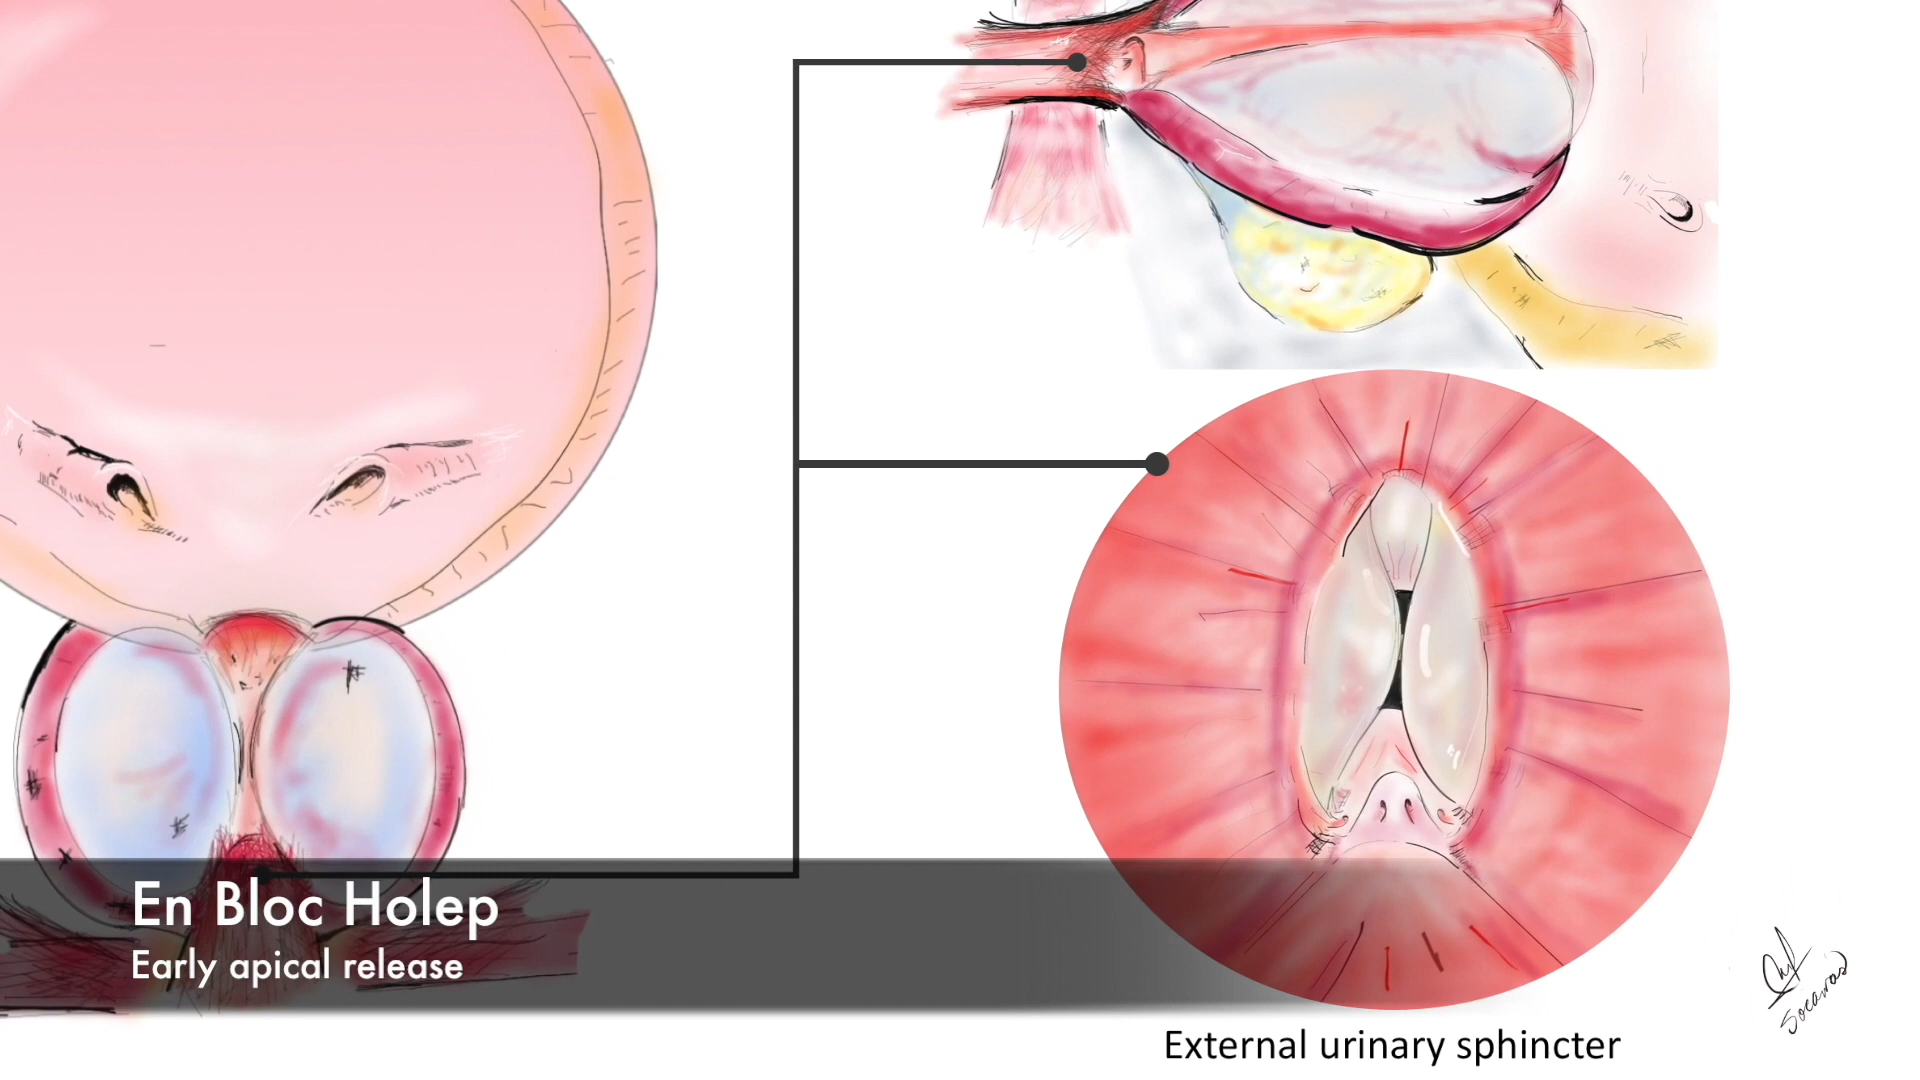 En Bloc Holep
Early apical release
External urinary sphincter